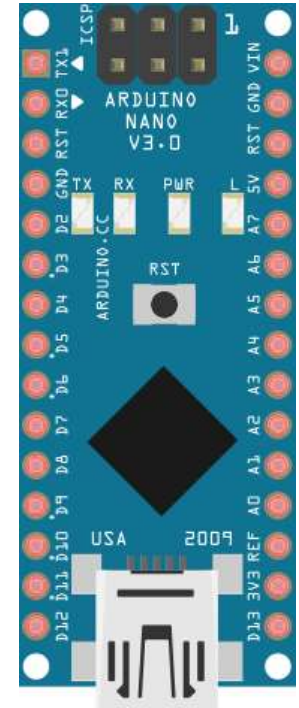 ICSP
1
TX1
RX0
RST
GND
D2
D3
D4
D5
D6
D7
D8
D9
D10
D11
D12
ARDUINO
NANO
V3.0
TX RX PWR L
ARDUINO.CC
RST
USA 2009
VIN
GND
RST
5V
A7
A6
A5
A4
A3
A2
A1
A0
REF
3V3
D13